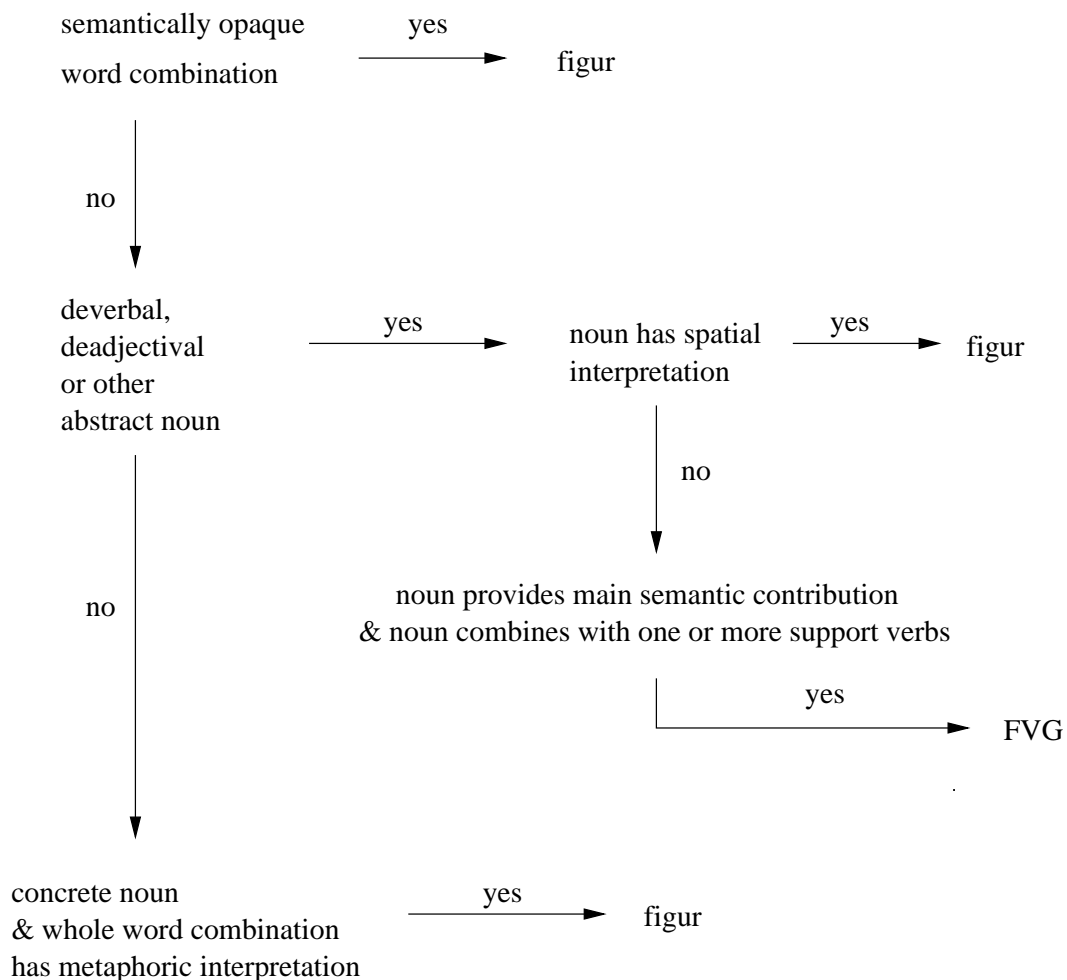 semantically opaque
word combination
yes
figur
no
deverbal,
deadjectival
or other
abstract noun
yes
noun has spatial
interpretation
yes
figur
no
noun provides main semantic contribution
& noun combines with one or more support verbs
yes
FVG
no
concrete noun
& whole word combination
has metaphoric interpretation
yes
figur